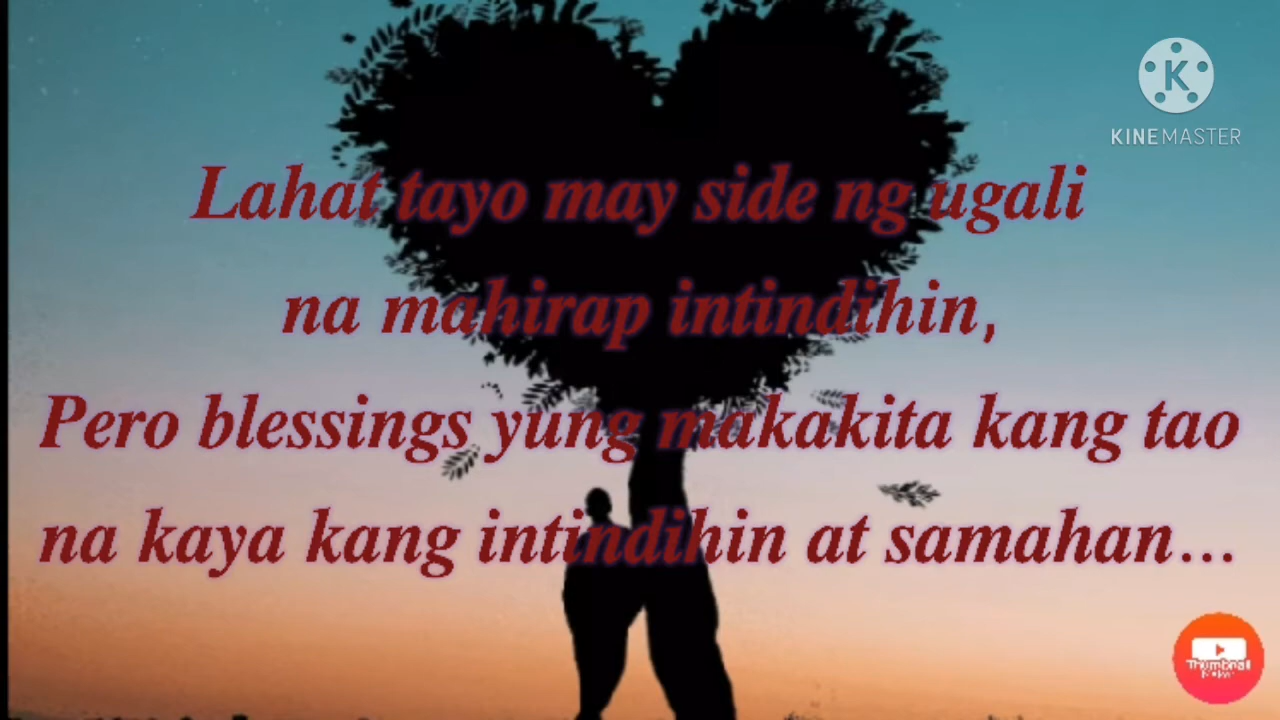 KINEMASTER
Lahat tayo may side ng ugali
na mahirap intindihin,
Pero blessings yung makakita kang tao
na kaya kang intindihin at samahan...
Thumbnail